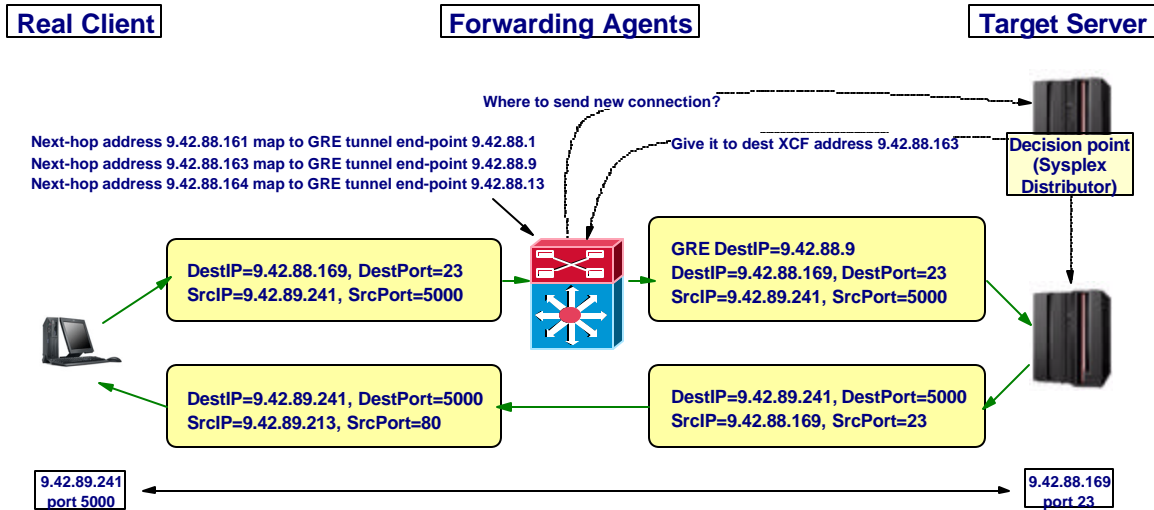 Real Client
Forwarding Agents
Target Server
Where to send new connection?
Next-hop address 9.42.88.161 map to GRE tunnel end-point 9.42.88.1
Next-hop address 9.42.88.163 map to GRE tunnel end-point 9.42.88.9
Next-hop address 9.42.88.164 map to GRE tunnel end-point 9.42.88.13
Give it to dest XCF address 9.42.88.163
Decision point
(Sysplex
Distributor)
DestIP=9.42.88.169, DestPort=23
SrcIP=9.42.89.241, SrcPort=5000
GRE DestIP=9.42.88.9
DestIP=9.42.88.169, DestPort=23
SrcIP=9.42.89.241, SrcPort=5000
DestIP=9.42.89.241, DestPort=5000
SrcIP=9.42.89.213, SrcPort=80
DestIP=9.42.89.241, DestPort=5000
SrcIP=9.42.88.169, SrcPort=23
9.42.89.241
port 5000
9.42.88.169
port 23